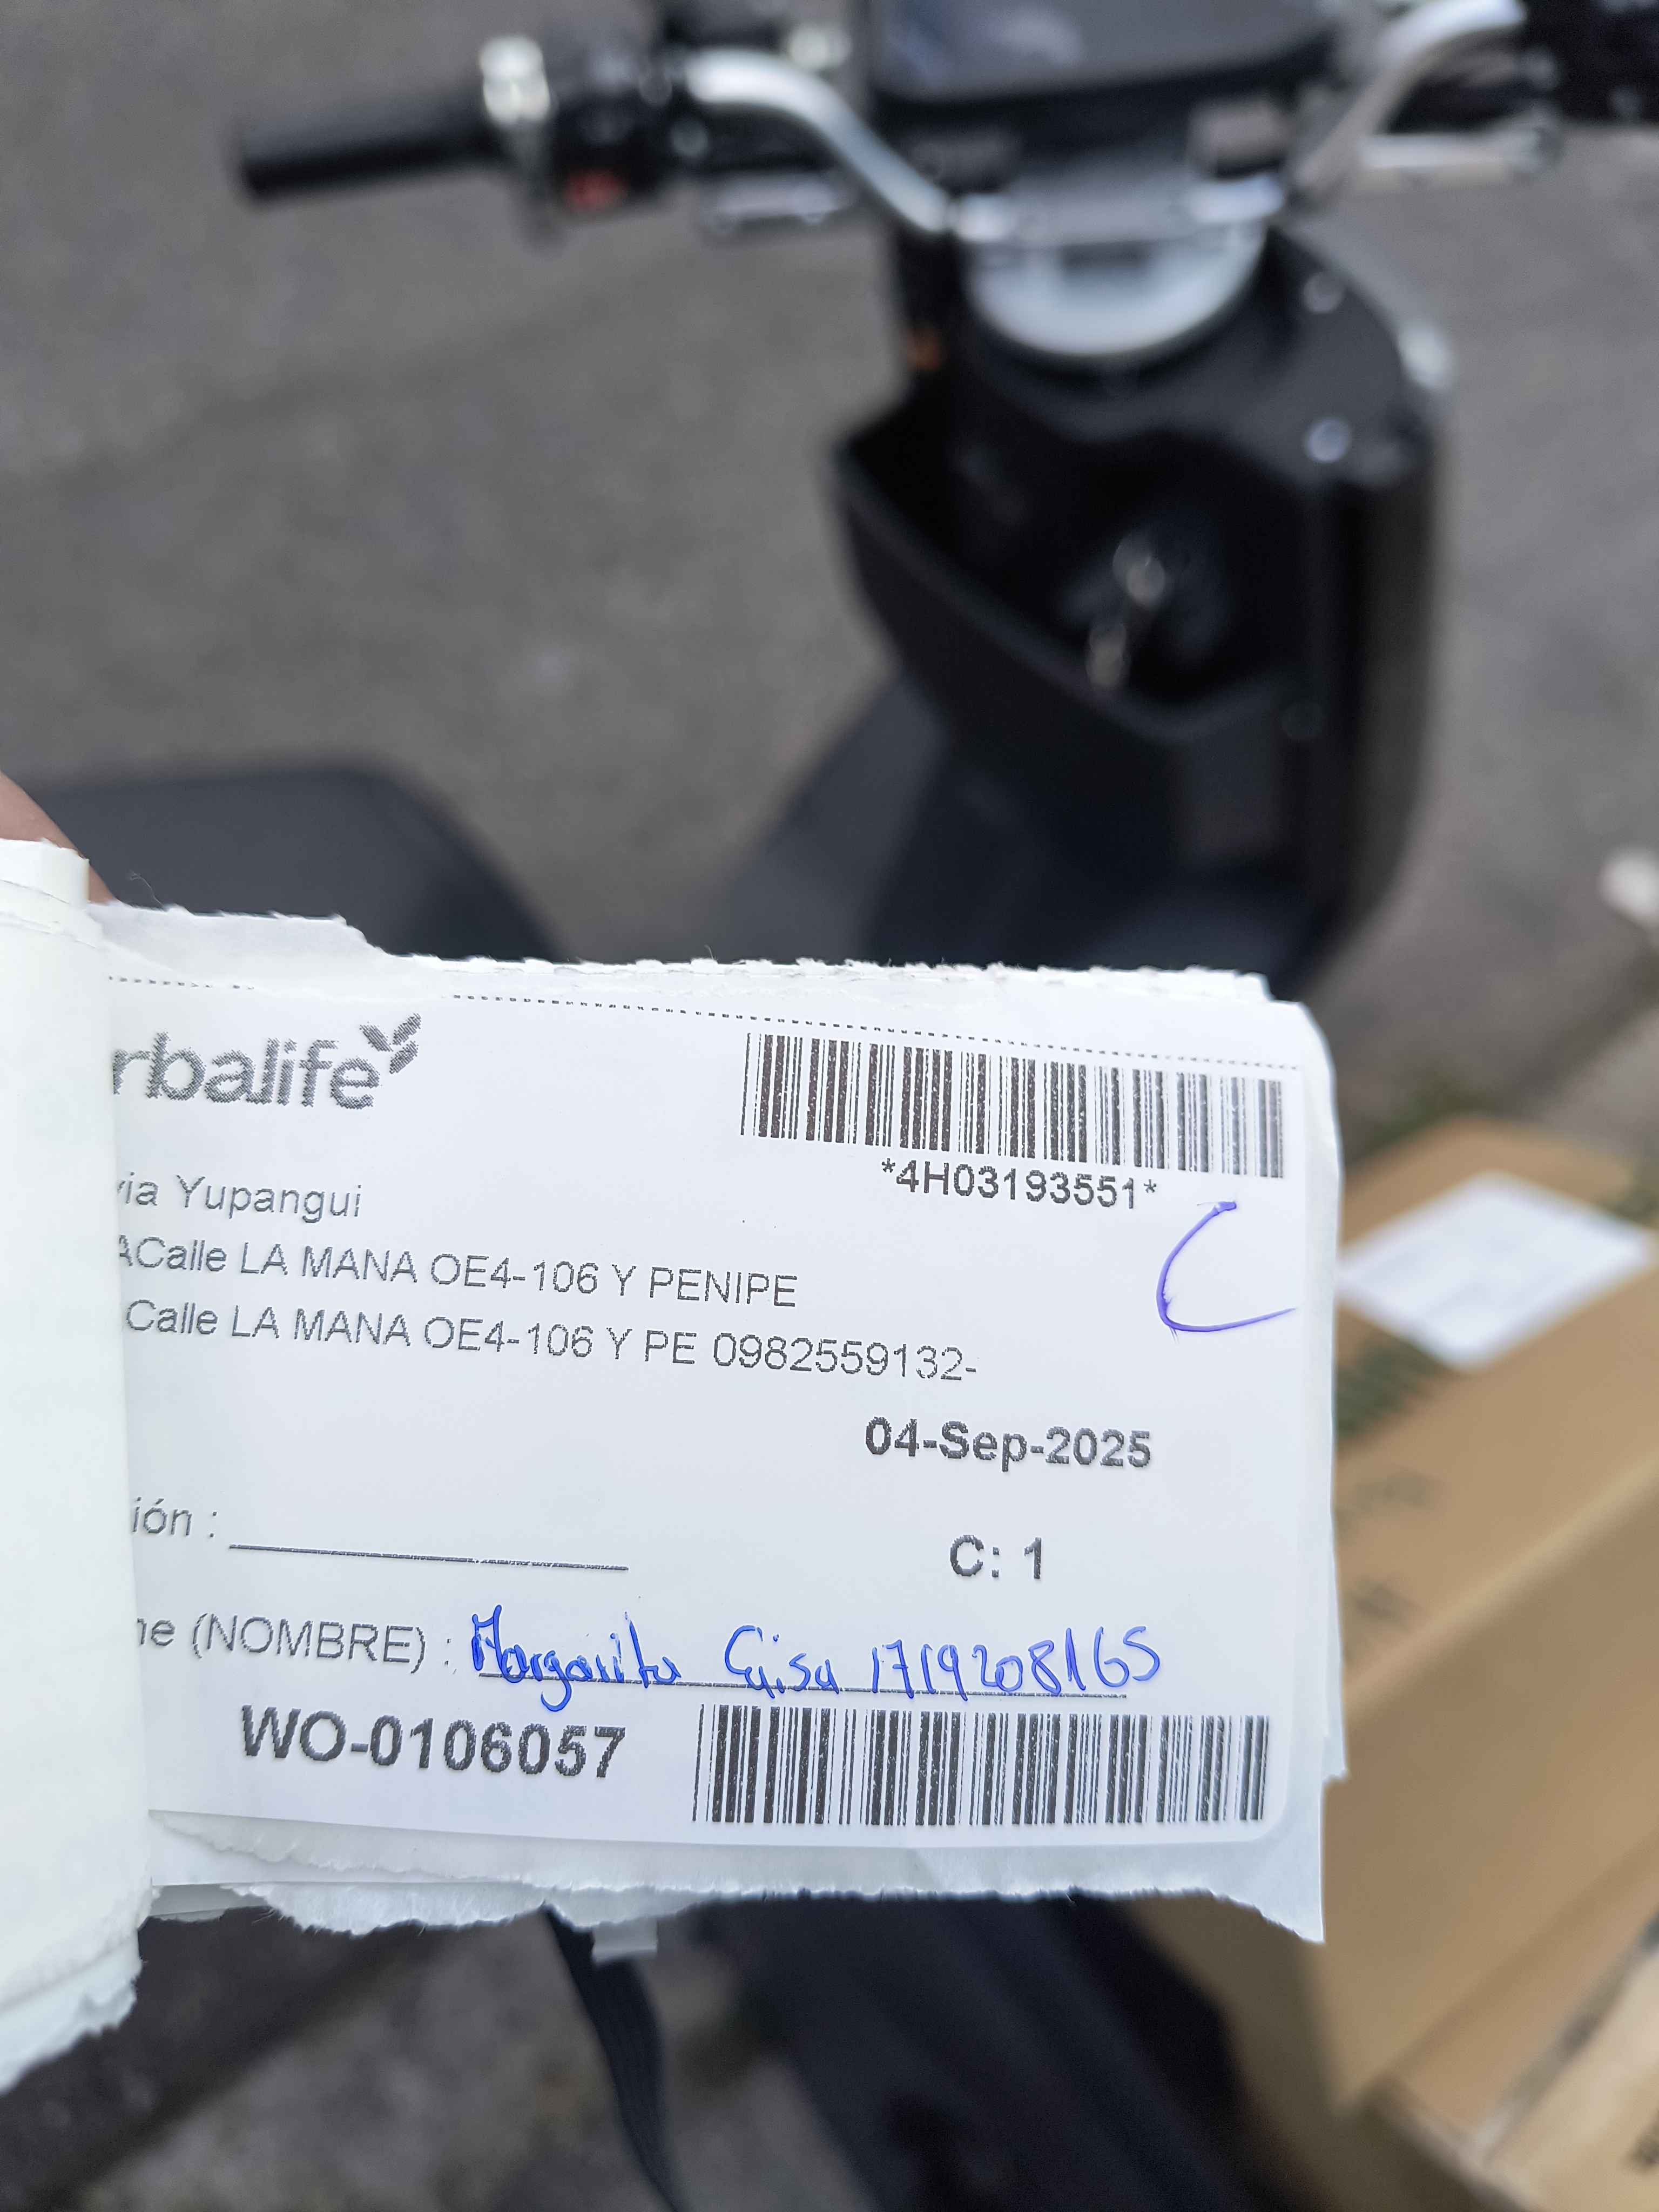 rbalife
*4H03193551*
via Yupangui
ACalle LA MANA OE4-106 Y PENIPE
Calle LA MANA OE4-106 Y PE 0982559132-
04-Sep-2025
ión :
C: 1
ne (NOMBRE) : Margarita 1719208165
WO-0106057